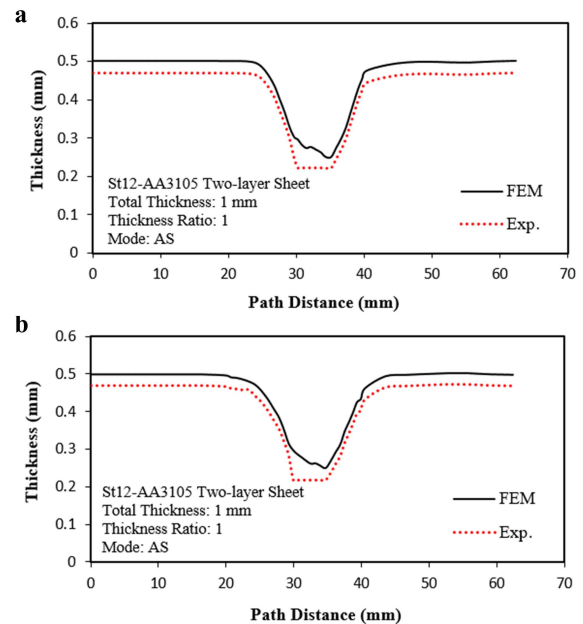 a
0.6
0.5
0.4
0.3
0.2
0.1
0
Thickness (mm)
St12-AA3105 Two-layer Sheet
Total Thickness: 1 mm
Thickness Ratio: 1
Mode: AS
FEM
Exp.
0 10 20 30 40 50 60 70
Path Distance (mm)
b
0.6
0.5
0.4
0.3
0.2
0.1
0
Thickness (mm)
St12-AA3105 Two-layer Sheet
Total Thickness: 1 mm
Thickness Ratio: 1
Mode: AS
FEM
Exp.
0 10 20 30 40 50 60 70
Path Distance (mm)